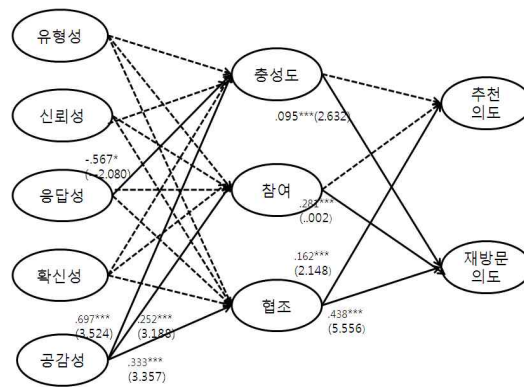 유형성
신뢰성
응답성
확신성
공감성
충성도
참여
협조
추천
의도
재방문
의도
-.567*
(-2.080)
.095***(2.632)
.281***
(..002)
.162***
(2.148)
.438***
(5.556)
.697***
(3.524)
.252***
(3.188)
.333***
(3.357)